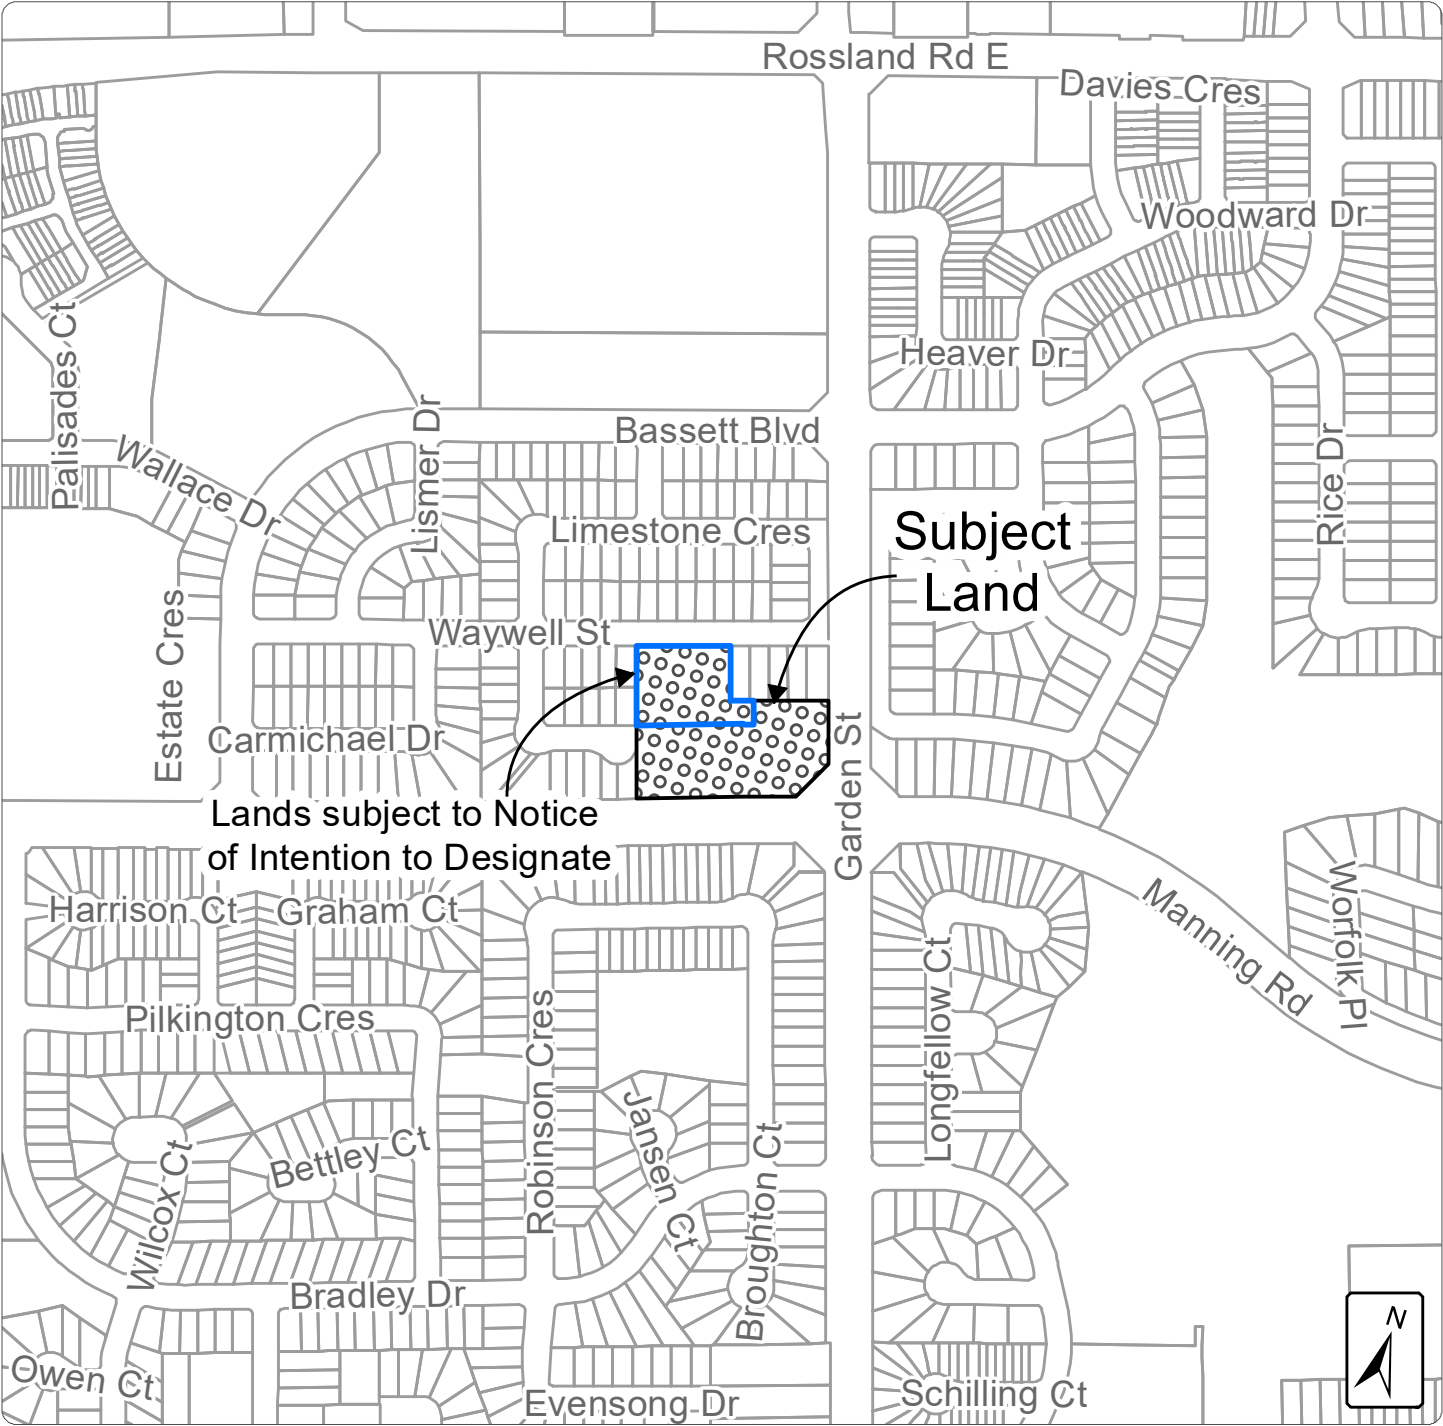 Rossland Rd E
Davies Cres
Woodward Dr
Palisades Ct
Heaver Dr
Lismer Dr
Bassett Blvd
Wallace Dr
Rice Dr
Limestone Cres
Subject
Land
Waywell St
Estate Cres
Carmichael Dr
Garden St
Lands subject to Notice
of Intention to Designate
Harrison Ct
Graham Ct
Manning Rd
Worfolk Pl
Longfellow Ct
Pilkington Cres
Robinson Cres
Jansen Ct
Bettley Ct
Wilcox Ct
Broughton Ct
Bradley Dr
N
Owen Ct
Evensong Dr
Schilling Ct